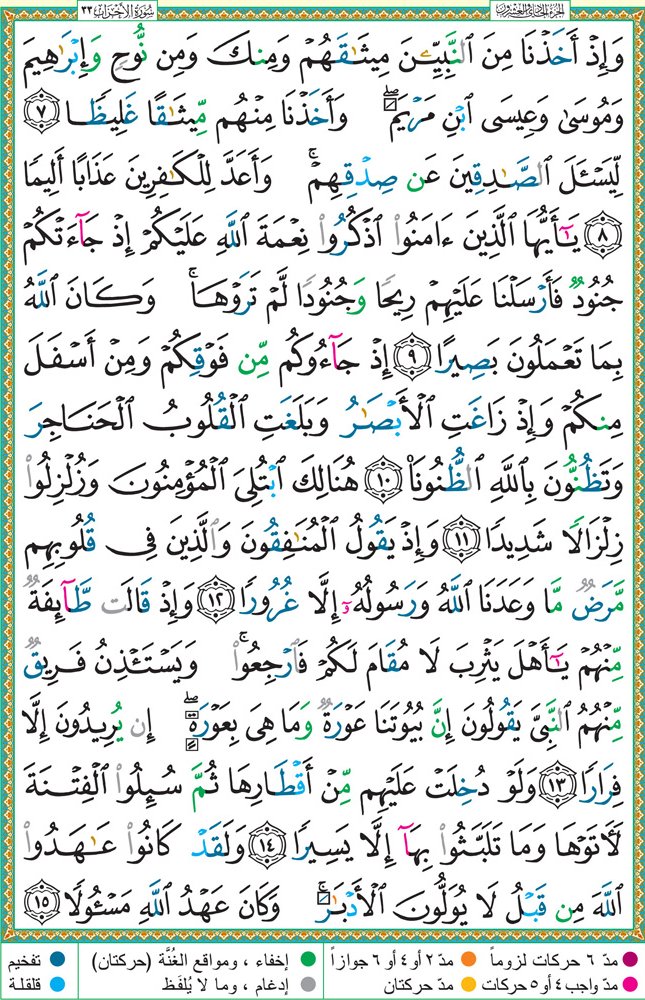 الجزء الحادي والعشرون
سُورَةُ الأَحْزَابِ ٣٣
وَإِذْ أَخَذْنَا مِنَ ٱلنَّبِيِّـۧنَ مِيثَـٰقَهُمْ وَمِنكَ وَمِن نُّوحٍ وَإِبْرَٰهِيمَ
وَمُوسَىٰ وَعِيسَى ٱبْنِ مَرْيَمَ ۖ وَأَخَذْنَا مِنْهُم مِّيثَـٰقًا غَلِيظًا ٧
لِّيَسْـَٔلَ ٱلصَّـٰدِقِينَ عَن صِدْقِهِمْ ۚ وَأَعَدَّ لِلْكَـٰفِرِينَ عَذَابًا أَلِيمًا
٨ يَـٰٓأَيُّهَا ٱلَّذِينَ ءَامَنُوا۟ ٱذْكُرُوا۟ نِعْمَةَ ٱللَّهِ عَلَيْكُمْ إِذْ جَآءَتْكُمْ
جُنُودٌ فَأَرْسَلْنَا عَلَيْهِمْ رِيحًا وَجُنُودًا لَّمْ تَرَوْهَا ۚ وَكَانَ ٱللَّهُ
بِمَا تَعْمَلُونَ بَصِيرًا ٩ إِذْ جَآءُوكُم مِّن فَوْقِكُمْ وَمِنْ أَسْفَلَ
مِنكُمْ وَإِذْ زَاغَتِ ٱلْأَبْصَـٰرُ وَبَلَغَتِ ٱلْقُلُوبُ ٱلْحَنَاجِرَ
وَتَظُنُّونَ بِٱللَّهِ ٱلظُّنُونَا۠ ١٠ هُنَالِكَ ٱبْتُلِىَ ٱلْمُؤْمِنُونَ وَزُلْزِلُوا۟
زِلْزَالًا شَدِيدًا ١١ وَإِذْ يَقُولُ ٱلْمُنَـٰفِقُونَ وَٱلَّذِينَ فِى قُلُوبِهِم
مَّرَضٌ مَّا وَعَدَنَا ٱللَّهُ وَرَسُولُهُۥٓ إِلَّا غُرُورًا ١٢ وَإِذْ قَالَت طَّآئِفَةٌ
مِّنْهُمْ يَـٰٓأَهْلَ يَثْرِبَ لَا مُقَامَ لَكُمْ فَٱرْجِعُوا۟ ۚ وَيَسْتَـْٔذِنُ فَرِيقٌ
مِّنْهُمُ ٱلنَّبِىَّ يَقُولُونَ إِنَّ بُيُوتَنَا عَوْرَةٌ وَمَا هِىَ بِعَوْرَةٍ ۖ إِن يُرِيدُونَ إِلَّا
فِرَارًا ١٣ وَلَوْ دُخِلَتْ عَلَيْهِم مِّنْ أَقْطَارِهَا ثُمَّ سُئِلُوا۟ ٱلْفِتْنَةَ
لَـَٔاتَوْهَا وَمَا تَلَبَّثُوا۟ بِهَآ إِلَّا يَسِيرًا ١٤ وَلَقَدْ كَانُوا۟ عَـٰهَدُوا۟
ٱللَّهَ مِن قَبْلُ لَا يُوَلُّونَ ٱلْأَدْبَـٰرَ ۚ وَكَانَ عَهْدُ ٱللَّهِ مَسْـُٔولًا ١٥
مدّ ٦ حركات لزوماً مدّ ٢ أو ٤ أو ٦ جوازاً إخفاء ، ومواقع الغُنَّة (حركتان) تفخيم
مدّ واجب ٤ أو ٥ حركات مدّ حركتان إدغام ، وما لا يُلفَظ قلقلة